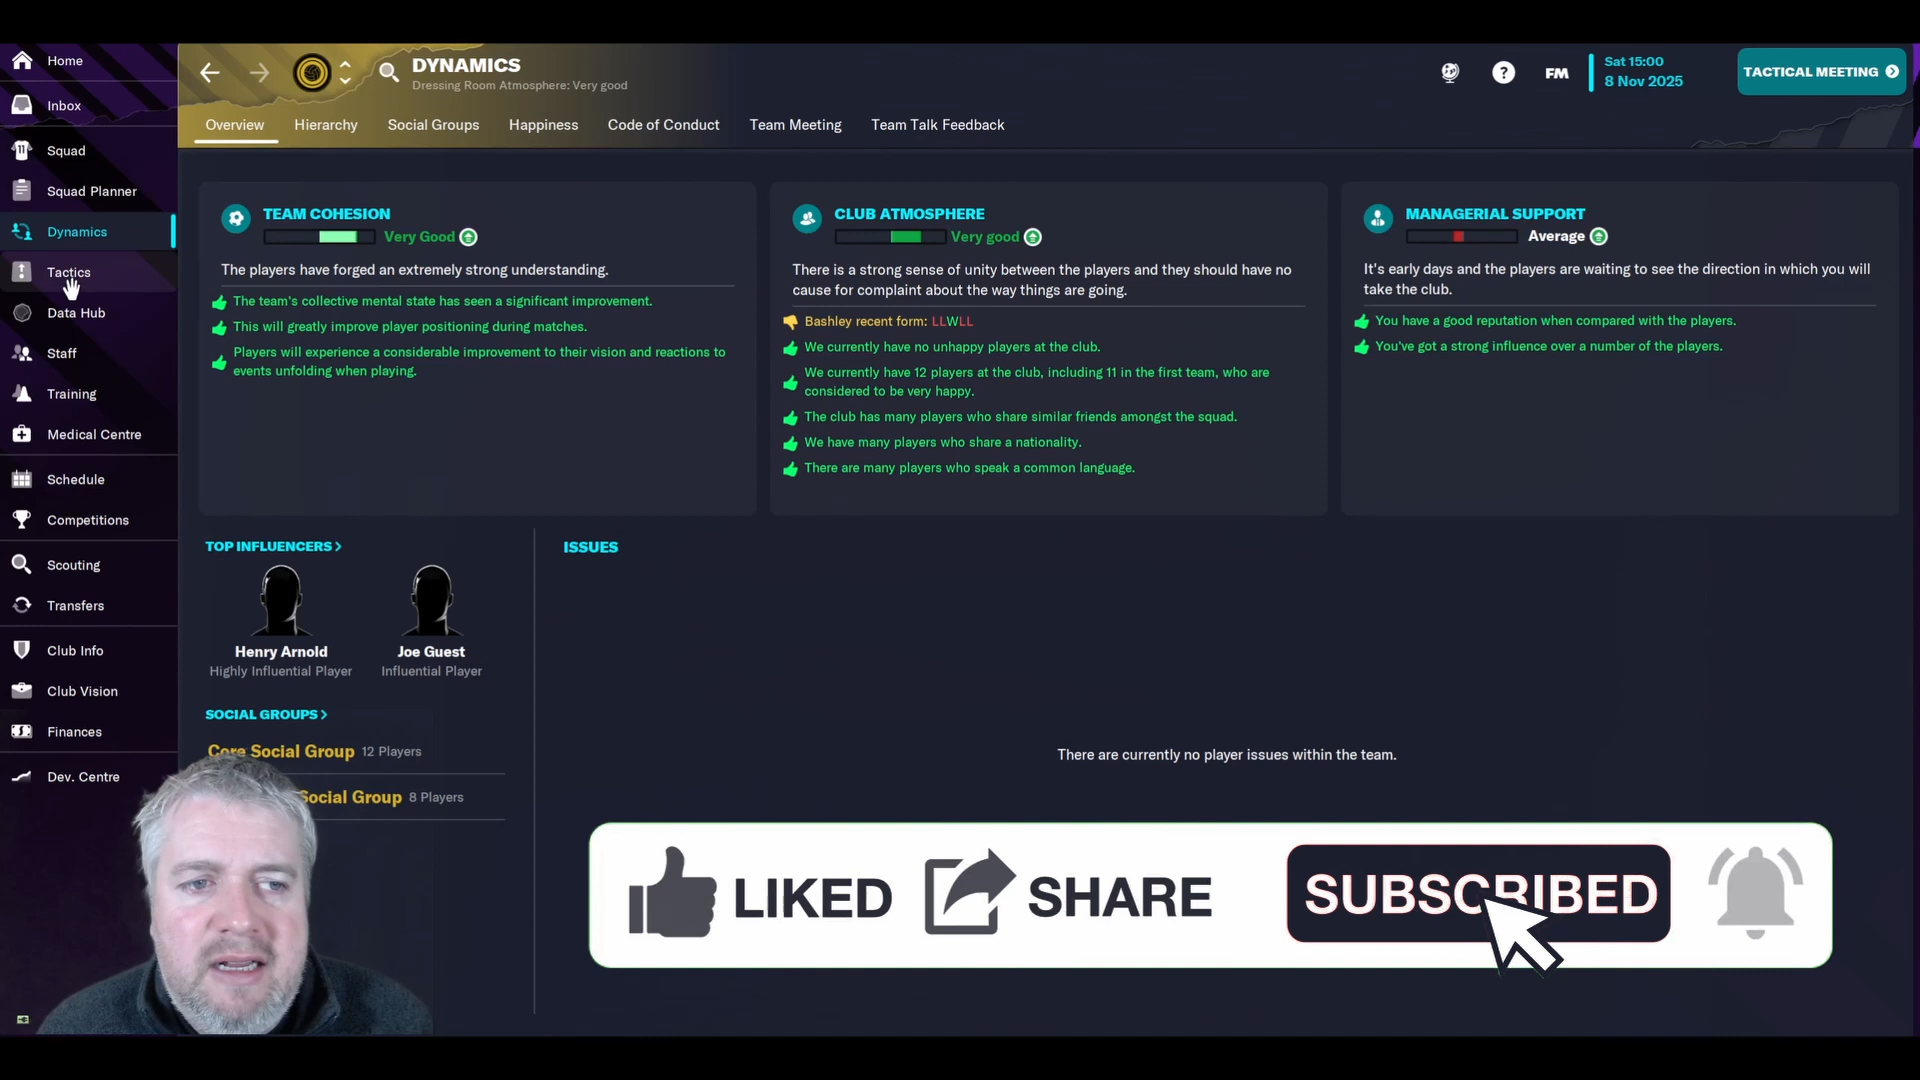 Home
Inbox
Squad
Squad Planner
Dynamics
Tactics
Data Hub
Staff
Training
Medical Centre
Schedule
Competitions
Scouting
Transfers
Club Info
Club Vision
Finances
Dev. Centre
DYNAMICS
Dressing Room Atmosphere: Very good
FM
Sat 15:00
8 Nov 2025
TACTICAL MEETING
Overview
Hierarchy
Social Groups
Happiness
Code of Conduct
Team Meeting
Team Talk Feedback
TEAM COHESION
Very Good
The players have forged an extremely strong understanding.
The team's collective mental state has seen a significant improvement.
This will greatly improve player positioning during matches.
Players will experience a considerable improvement to their vision and reactions to
events unfolding when playing.
CLUB ATMOSPHERE
Very good
There is a strong sense of unity between the players and they should have no
cause for complaint about the way things are going.
Bashley recent form: LLWLL
We currently have no unhappy players at the club.
We currently have 12 players at the club, including 11 in the first team, who are
considered to be very happy.
The club has many players who share similar friends amongst the squad.
We have many players who share a nationality.
There are many players who speak a common language.
MANAGERIAL SUPPORT
Average
It's early days and the players are waiting to see the direction in which you will
take the club.
You have a good reputation when compared with the players.
You've got a strong influence over a number of the players.
TOP INFLUENCERS >
Henry Arnold
Highly Influential Player
Joe Guest
Influential Player
SOCIAL GROUPS >
Core Social Group 12 Players
Social Group 8 Players
ISSUES
There are currently no player issues within the team.
LIKED
SHARE
SUBSCRIBED